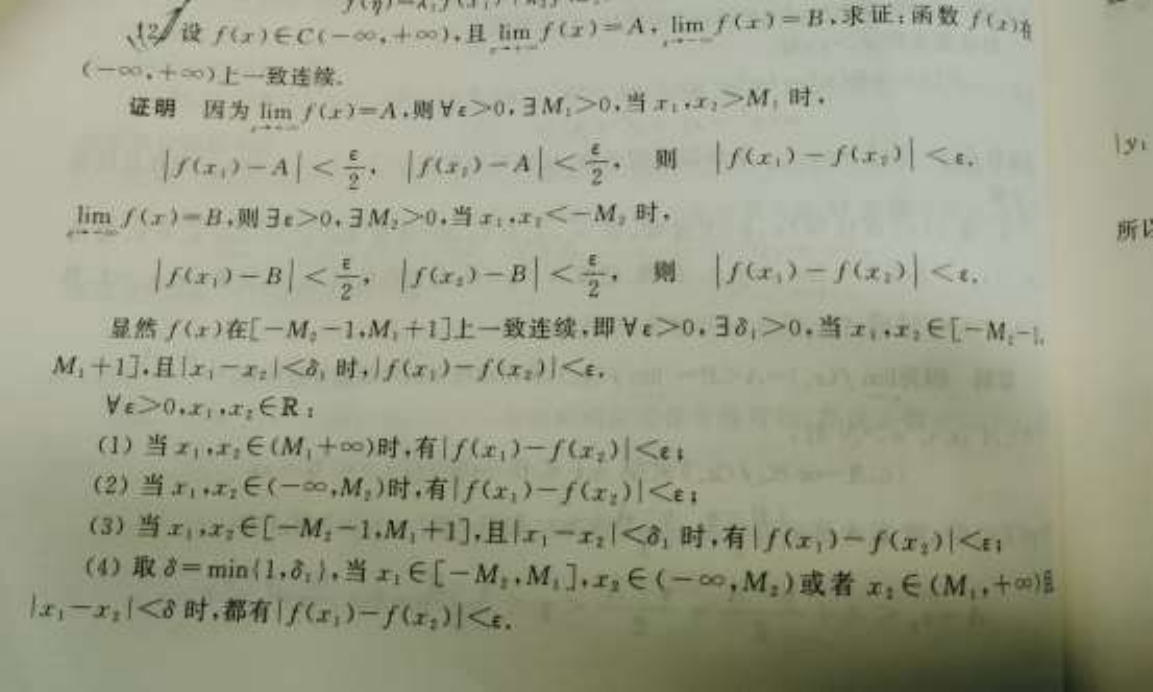 12. 设 f(x)∈C(-∞,+∞),且 lim f(x)=A, lim f(x)=B,求证:函数 f(x)在
(-∞,+∞)上一致连续.
证明 因为 lim f(x)=A,则∀ε>0,∃M₁>0,当 x₁,x₂>M₁ 时,
|f(x₁)-A|<ε/2, |f(x₂)-A|<ε/2, 则 |f(x₁)-f(x₂)|<ε.
lim f(x)=B,则∃ε>0,∃M₂>0,当 x₁,x₂<-M₂ 时,
|f(x₁)-B|<ε/2, |f(x₂)-B|<ε/2, 则 |f(x₁)-f(x₂)|<ε.
显然 f(x)在[-M₂-1,M₁+1]上一致连续,即∀ε>0,∃δ₁>0,当 x₁,x₂∈[-M₂-1,
M₁+1],且|x₁-x₂|<δ₁ 时,|f(x₁)-f(x₂)|<ε.
∀ε>0,x₁,x₂∈ℝ:
(1) 当 x₁,x₂∈(M₁+∞)时,有|f(x₁)-f(x₂)|<ε;
(2) 当 x₁,x₂∈(-∞,M₂)时,有|f(x₁)-f(x₂)|<ε;
(3) 当 x₁,x₂∈[-M₂-1,M₁+1],且|x₁-x₂|<δ₁ 时,有|f(x₁)-f(x₂)|<ε;
(4) 取 δ=min{1,δ₁},当 x₁∈[-M₂,M₁],x₂∈(-∞,M₂)或者 x₂∈(M₁,+∞)且
|x₁-x₂|<δ 时,都有|f(x₁)-f(x₂)|<ε.
|y₁
所以